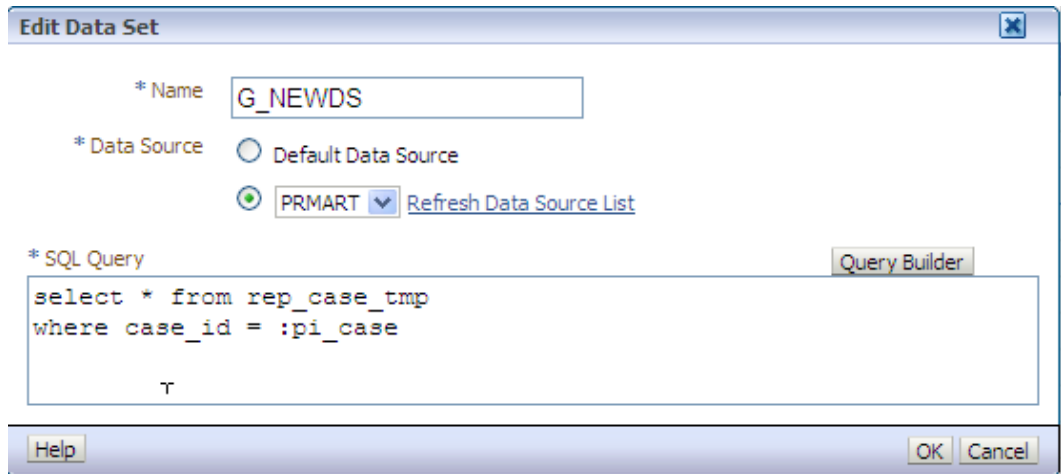 Edit Data Set
* Name G_NEWDS
* Data Source Default Data Source
PRMART Refresh Data Source List
* SQL Query Query Builder
select * from rep_case_tmp
where case_id = :pi_case
Help OK Cancel